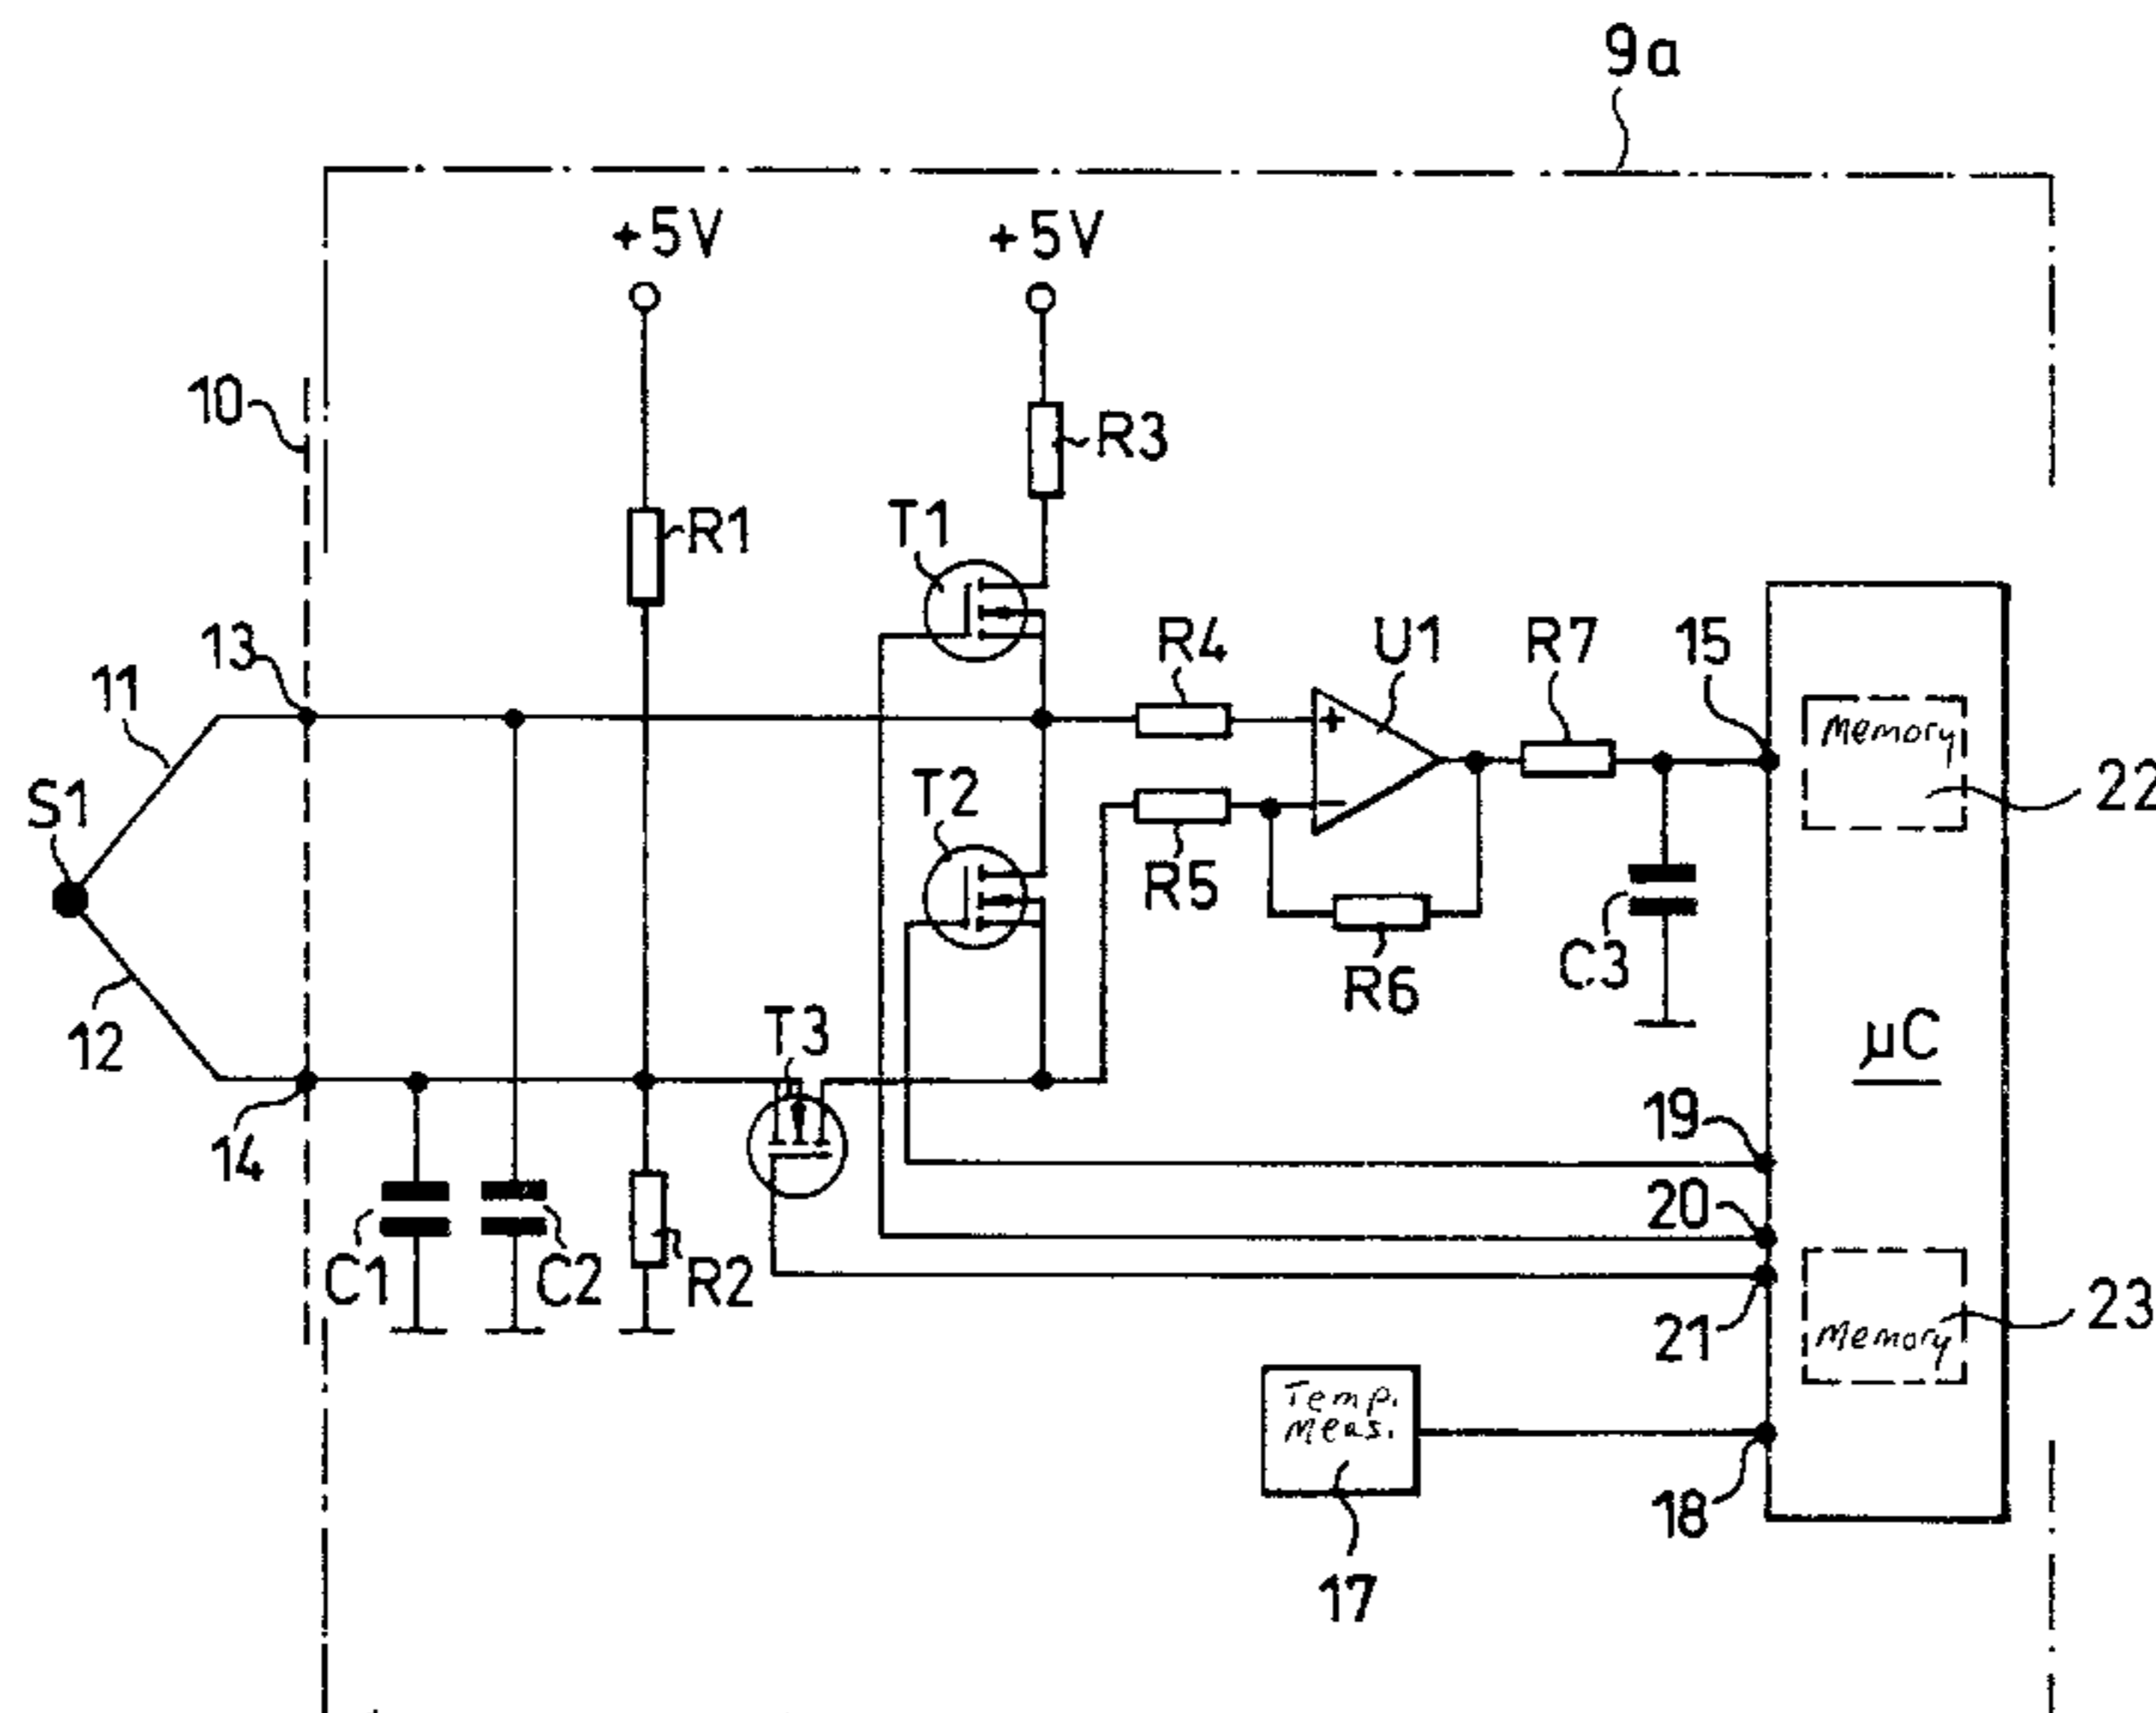 9a
+5V
+5V
10
R3
T1
R1
13
R4
U1
R7
15
11
Memory
T2
22
S1
R5
C3
R6
12
T3
μC
19
14
20
C1
C2
R2
21
23
Memory
Temp.
meas.
18
17